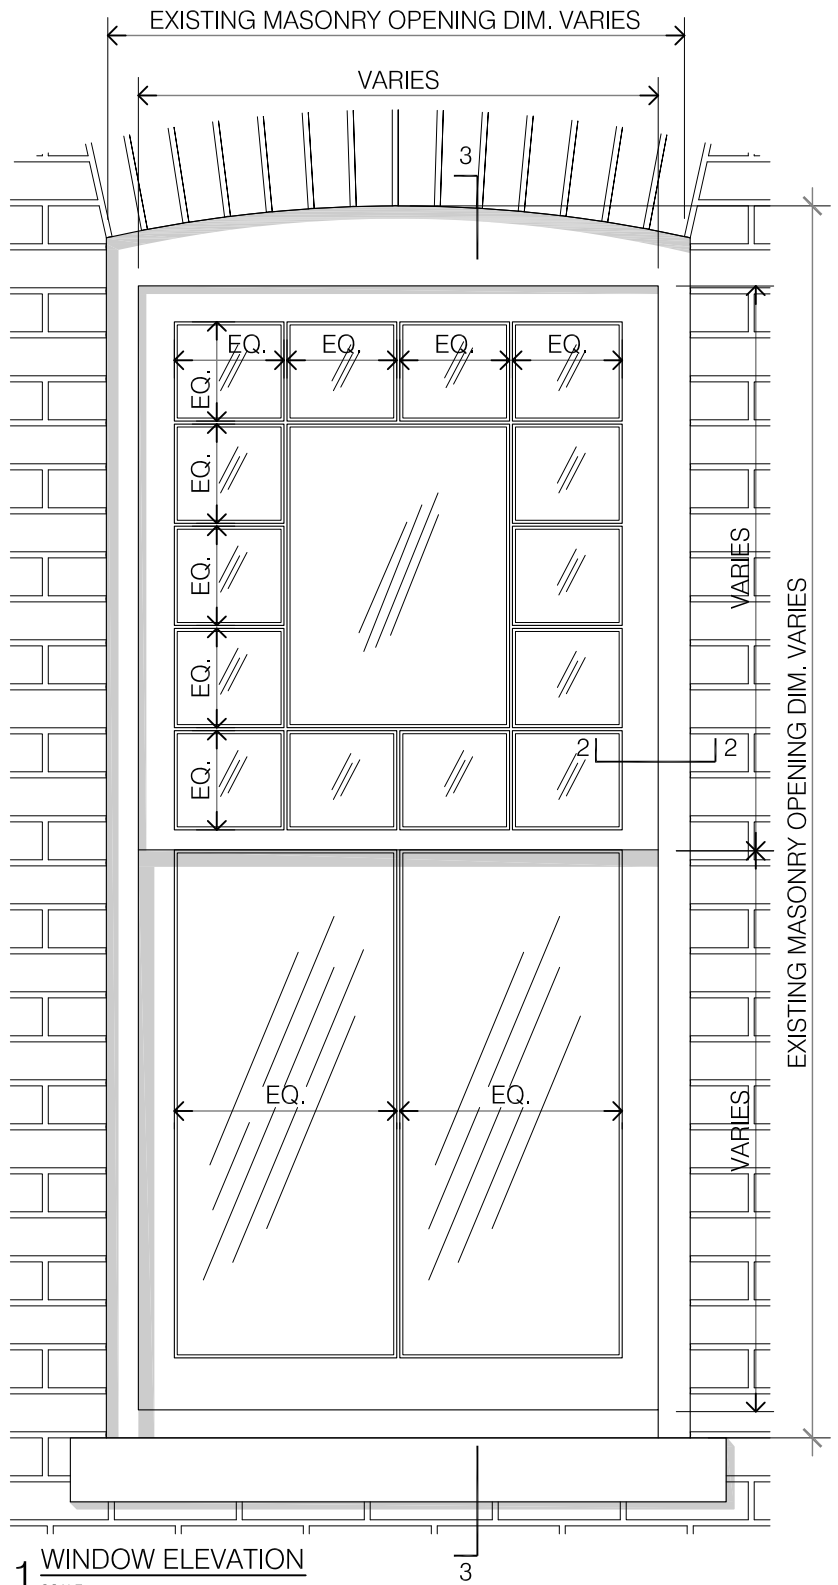 EXISTING MASONRY OPENING DIM. VARIES
VARIES
3
EQ. EQ. EQ. EQ.
EQ.
EQ.
EQ.
EQ.
EQ.
VARIES
EXISTING MASONRY OPENING DIM. VARIES
2 2
EQ. EQ.
VARIES
1 WINDOW ELEVATION
3